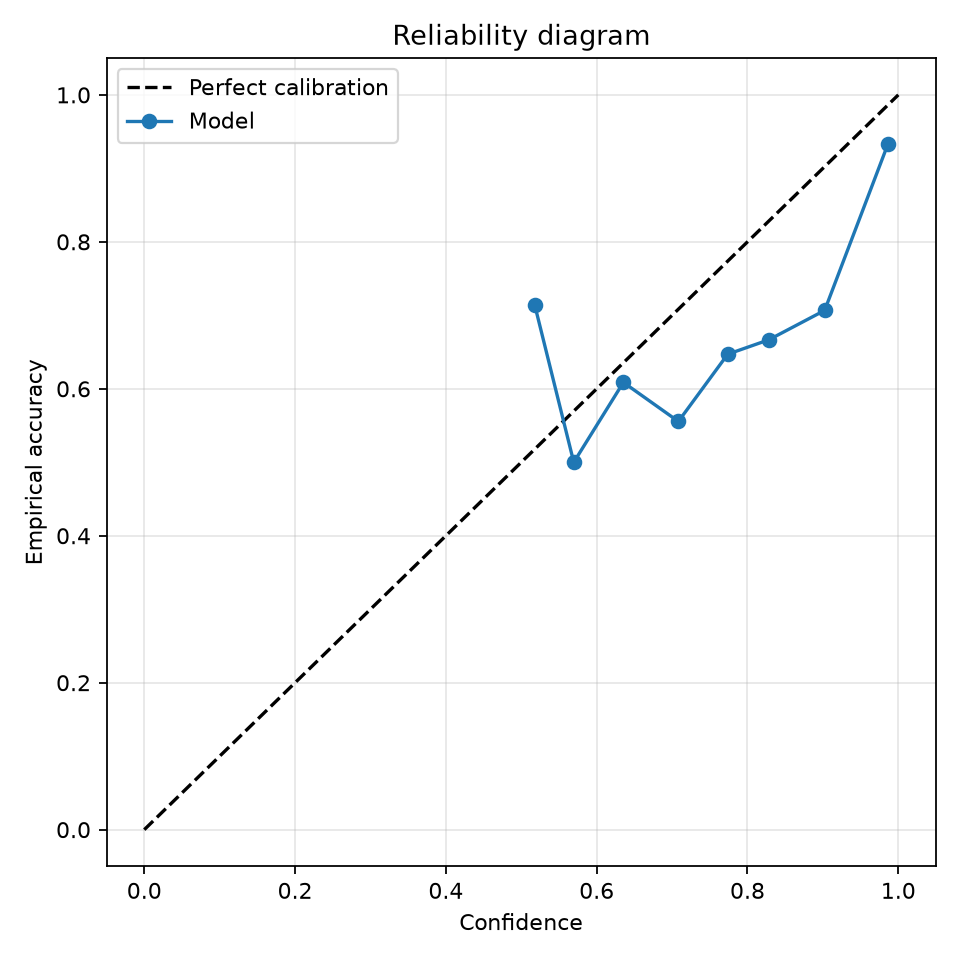 Reliability diagram
Perfect calibration
Model
1.0
0.8
0.6
0.4
0.2
0.0
Empirical accuracy
0.0 0.2 0.4 0.6 0.8 1.0
Confidence